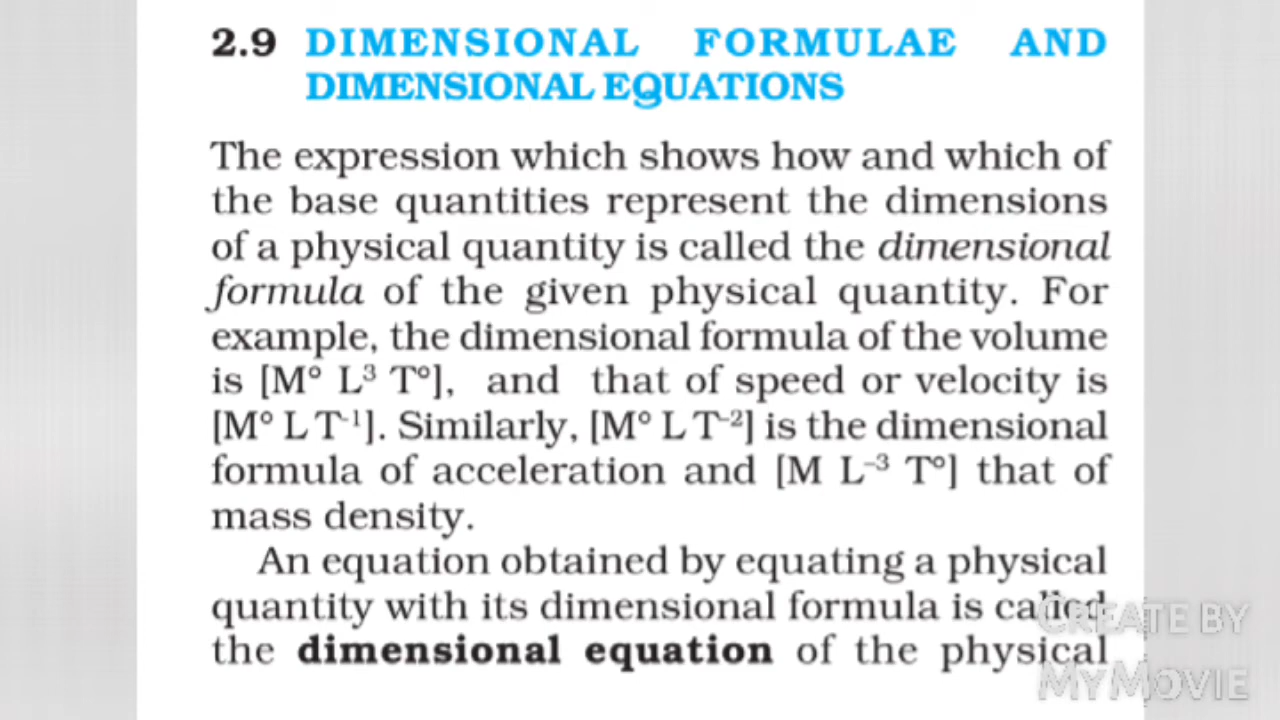 2.9 DIMENSIONAL FORMULAE AND
DIMENSIONAL EQUATIONS
The expression which shows how and which of
the base quantities represent the dimensions
of a physical quantity is called the dimensional
formula of the given physical quantity. For
example, the dimensional formula of the volume
is [M° L³ T°], and that of speed or velocity is
[M° L T⁻¹]. Similarly, [M° L T⁻²] is the dimensional
formula of acceleration and [M L⁻³ T°] that of
mass density.
An equation obtained by equating a physical
quantity with its dimensional formula is called
the dimensional equation of the physical
CREATE BY
MYMOVIE